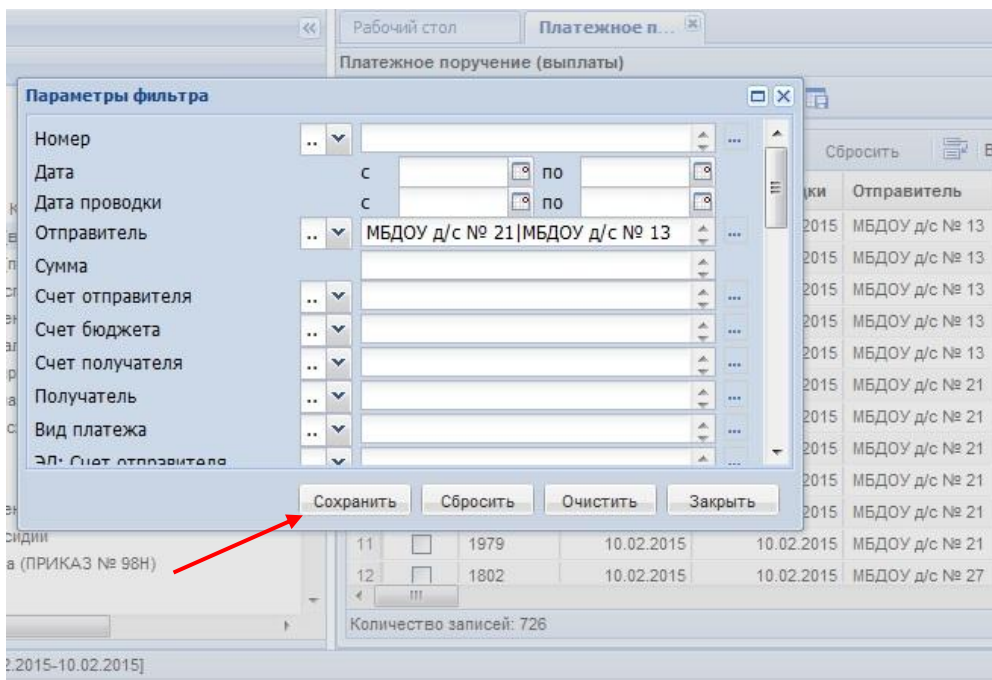 Рабочий стол
Платежное п...
Платежное поручение (выплаты)
Параметры фильтра
Номер ..
Дата с по
Дата проводки с по
Отправитель .. МБДОУ д/с № 21|МБДОУ д/с № 13
Сумма
Счет отправителя ..
Счет бюджета ..
Счет получателя ..
Получатель ..
Вид платежа ..
ЭД: Счет отправителя
Сохранить Сбросить Очистить Закрыть
Сбросить
Отправитель
2015 МБДОУ д/с № 13
2015 МБДОУ д/с № 13
2015 МБДОУ д/с № 13
2015 МБДОУ д/с № 13
2015 МБДОУ д/с № 13
2015 МБДОУ д/с № 21
2015 МБДОУ д/с № 21
2015 МБДОУ д/с № 21
2015 МБДОУ д/с № 21
2015 МБДОУ д/с № 21
11 1979 10.02.2015 10.02.2015 МБДОУ д/с № 21
12 1802 10.02.2015 10.02.2015 МБДОУ д/с № 27
сидии
а (ПРИКАЗ № 98Н)
Количество записей: 726
2.2015-10.02.2015]